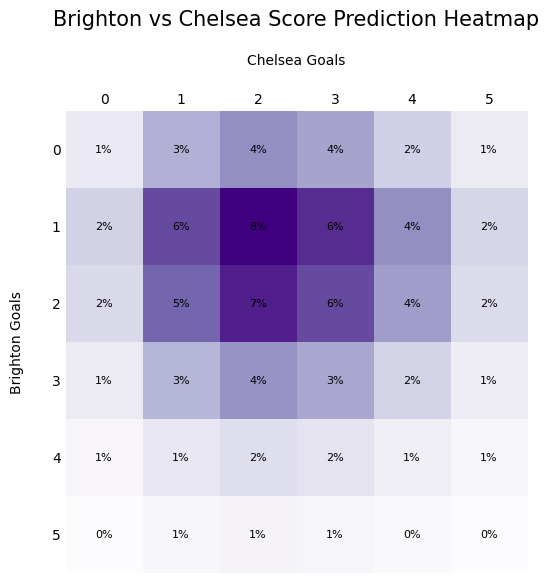 Brighton vs Chelsea Score Prediction Heatmap
Chelsea Goals
0 1 2 3 4 5
0 1% 3% 4% 4% 2% 1%
1 2% 6% 8% 6% 4% 2%
2 2% 5% 7% 6% 4% 2%
3 1% 3% 4% 3% 2% 1%
4 1% 1% 2% 2% 1% 1%
5 0% 1% 1% 1% 0% 0%
Brighton Goals